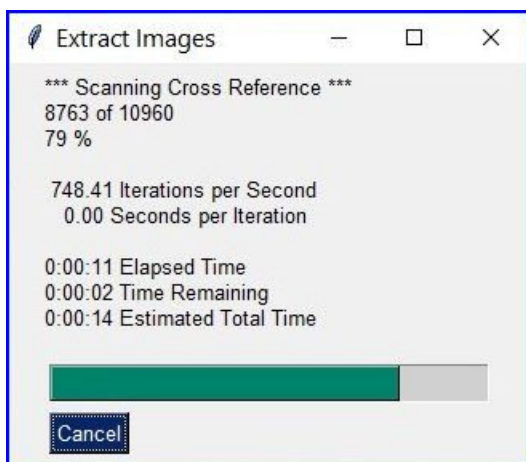 Extract Images
*** Scanning Cross Reference ***
8763 of 10960
79 %
748.41 Iterations per Second
0.00 Seconds per Iteration
0:00:11 Elapsed Time
0:00:02 Time Remaining
0:00:14 Estimated Total Time
Cancel